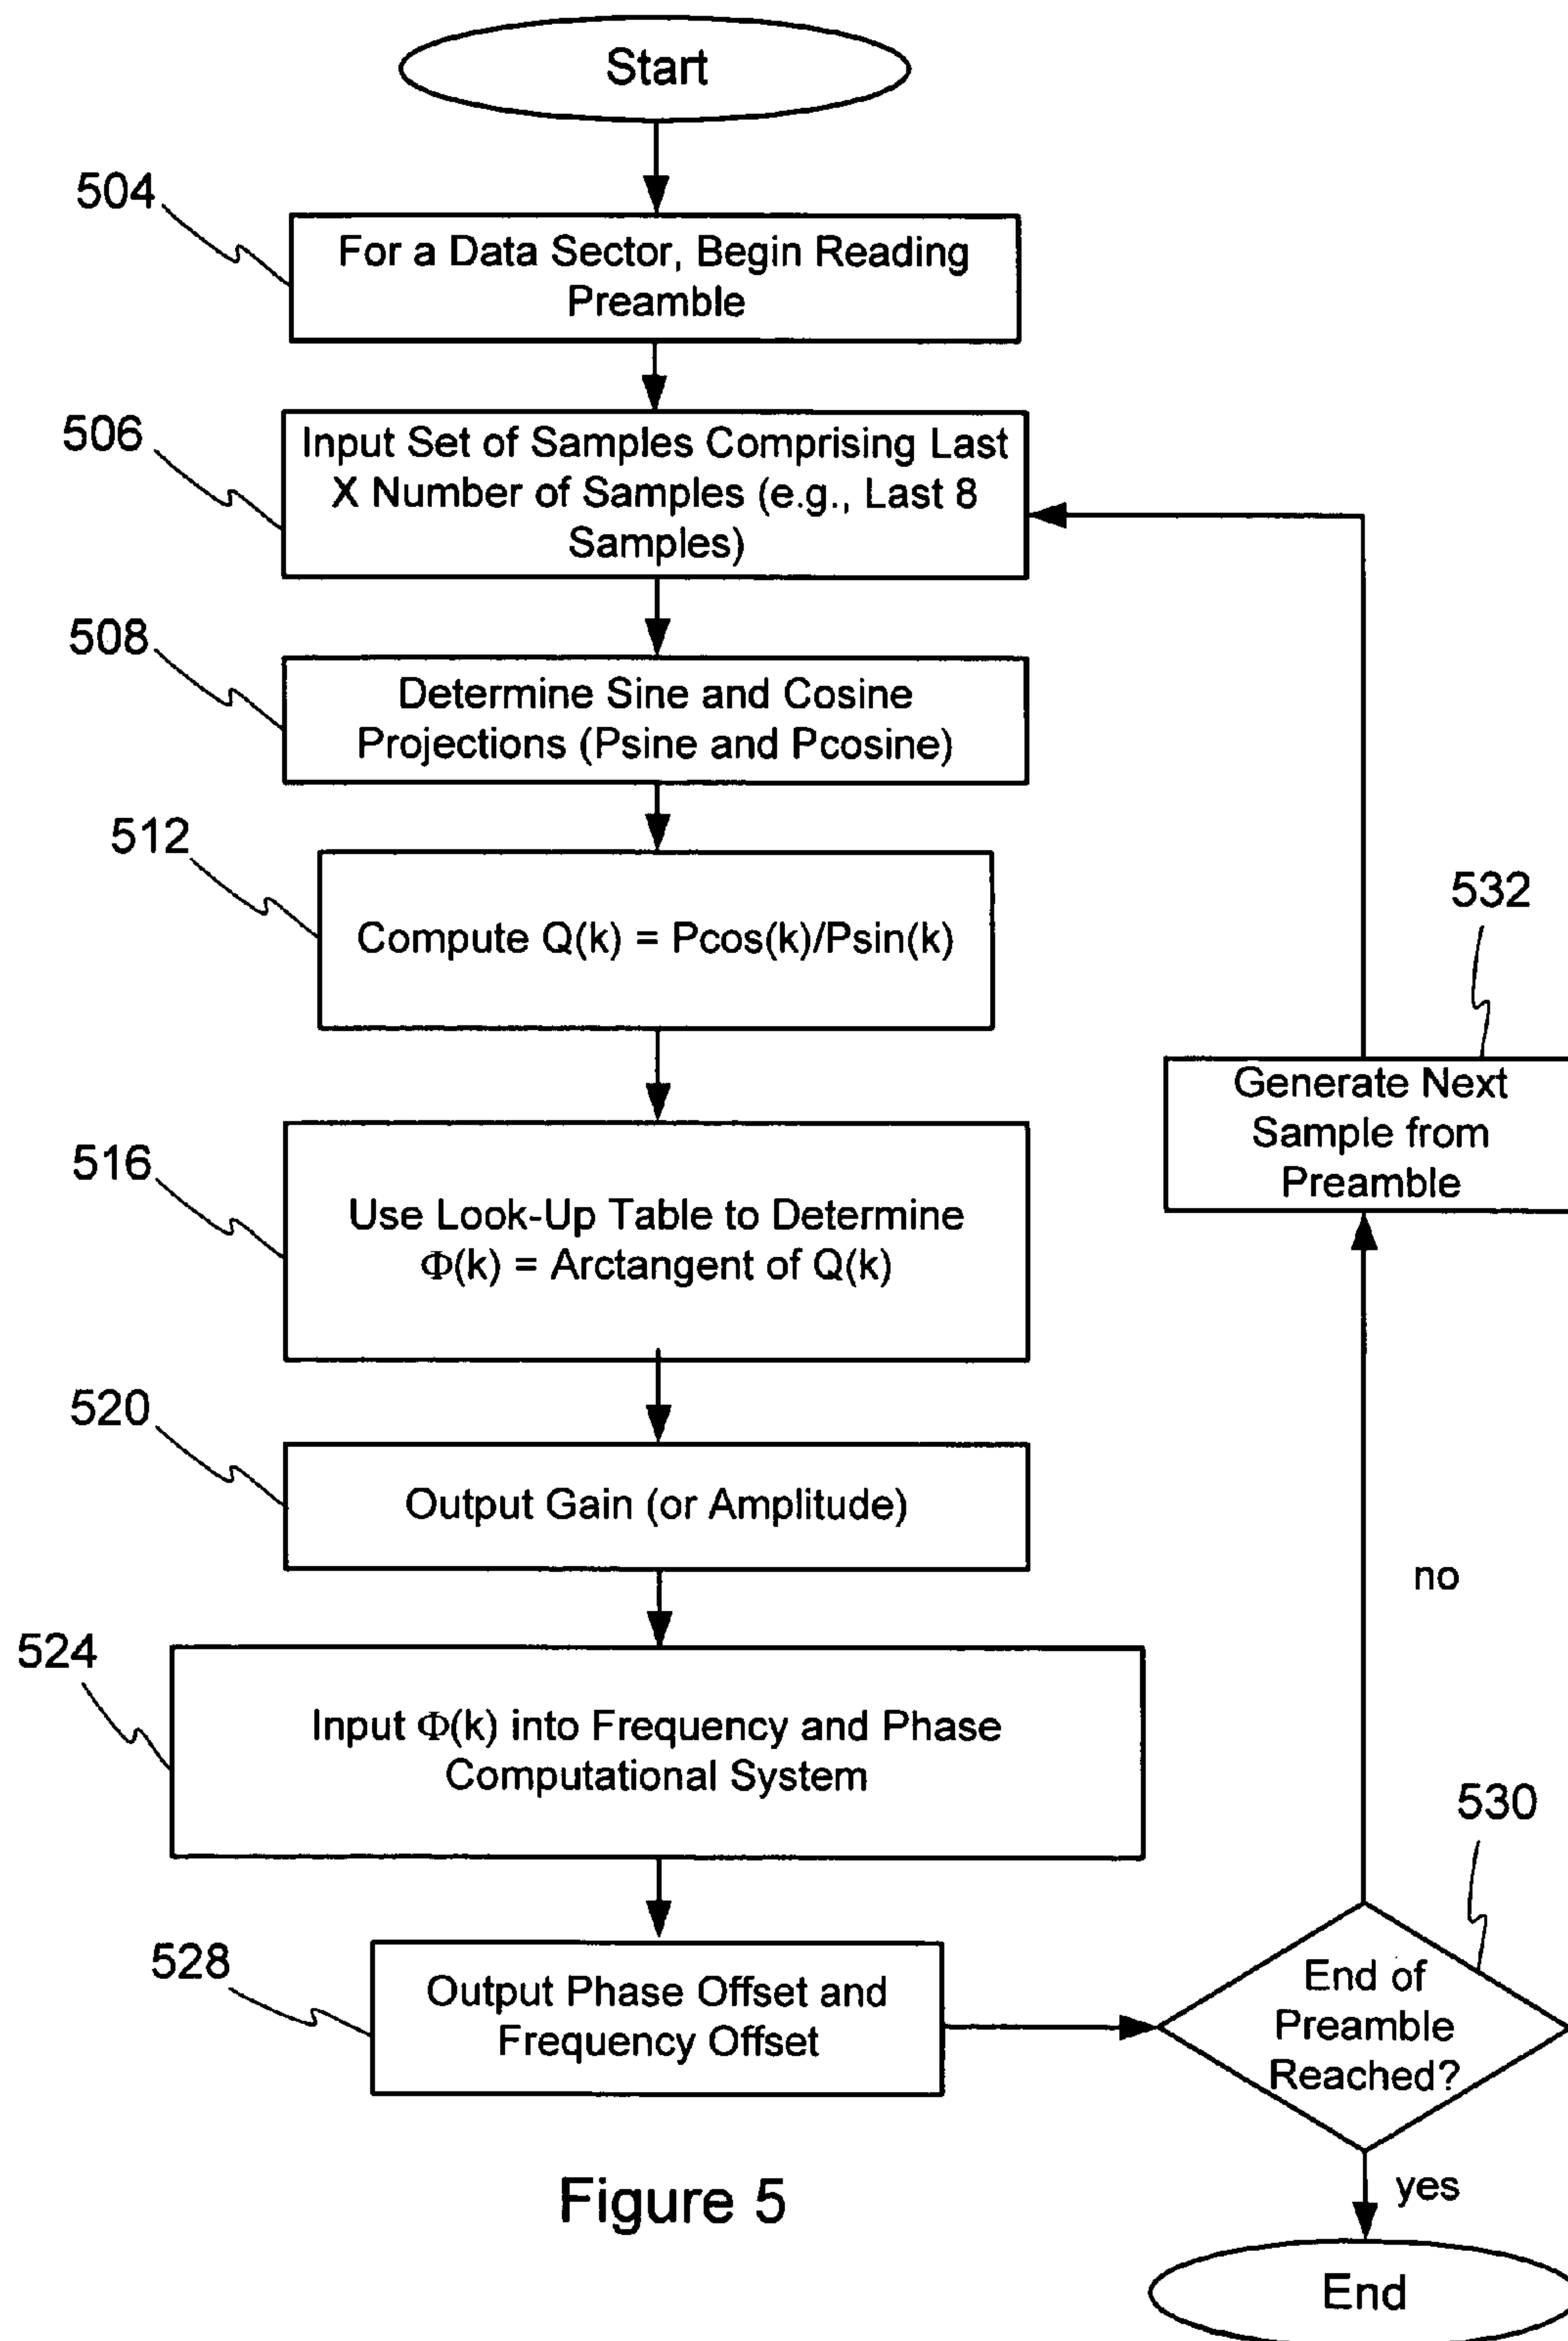 Start
504
For a Data Sector, Begin Reading
Preamble
506
Input Set of Samples Comprising Last
X Number of Samples (e.g., Last 8
Samples)
508
Determine Sine and Cosine
Projections (Psine and Pcosine)
512
Compute Q(k) = Pcos(k)/Psin(k)
532
Generate Next
Sample from
Preamble
516
Use Look-Up Table to Determine
Φ(k) = Arctangent of Q(k)
520
Output Gain (or Amplitude)
no
524
Input Φ(k) into Frequency and Phase
Computational System
530
528
Output Phase Offset and
Frequency Offset
End of
Preamble
Reached?
yes
Figure 5
End